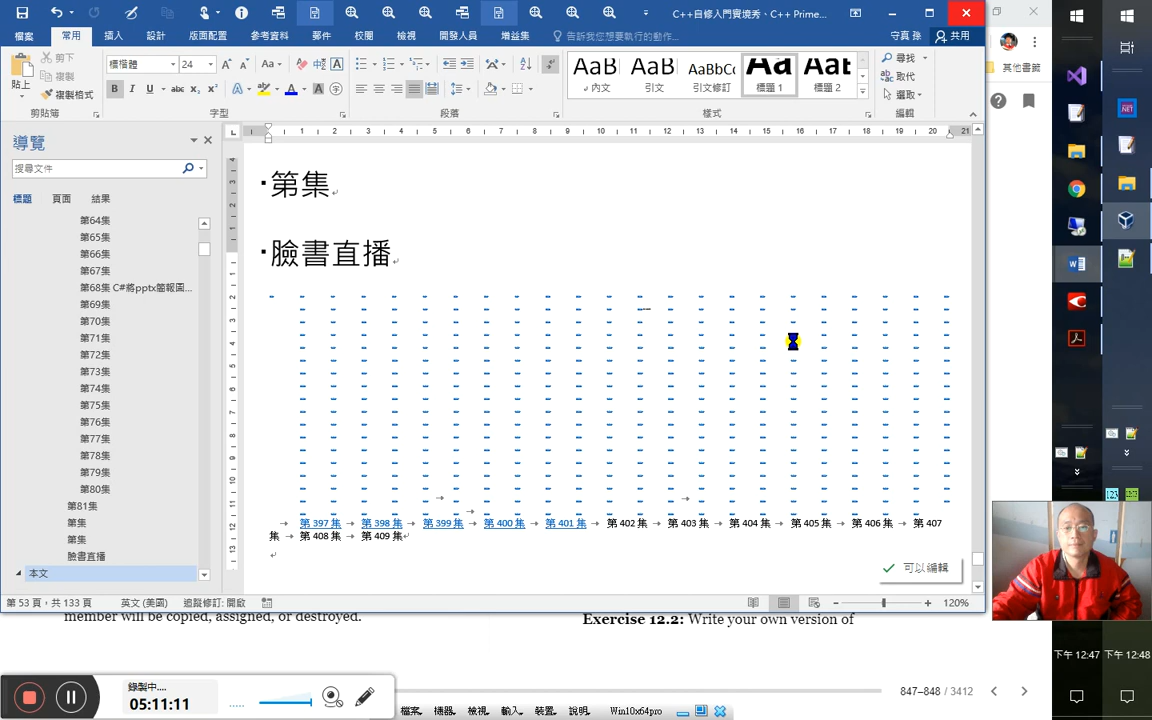 C++自修入門實境秀、C++ Prime...
檔案 常用 插入 設計 版面配置 參考資料 郵件 校閱 檢視 開發人員 增益集 告訴我您想要執行的動作... 守真 孫 共用
貼上
剪下
複製
複製格式
剪貼簿
標楷體 24
字型
段落
AaB AaB AaBbCc Aa AaB
內文 引文 引文修訂 標題 1 標題 2
樣式
尋找
取代
選取
編輯
其他書籤
導覽
搜尋文件
標題 頁面 結果
第64集
第65集
第66集
第67集
第68集 C#將pptx簡報圖...
第69集
第70集
第71集
第72集
第73集
第74集
第75集
第76集
第77集
第78集
第79集
第80集
第81集
第集
第集
臉書直播
本文
第集
臉書直播
第 397 集 第 398 集 第 399 集 第 400 集 第 401 集 第 402 集 第 403 集 第 404 集 第 405 集 第 406 集 第 407
集 第 408 集 第 409 集
可以編輯
第 53 頁，共 133 頁 英文 (美國) 追蹤修訂: 開啟 120%
member will be copied, assigned, or destroyed.
Exercise 12.2: Write your own version of
下午 12:47 下午 12:48
錄製中....
05:11:11
847–848 / 3412
檔案 機器 檢視 輸入 裝置 說明 Win10x64pro